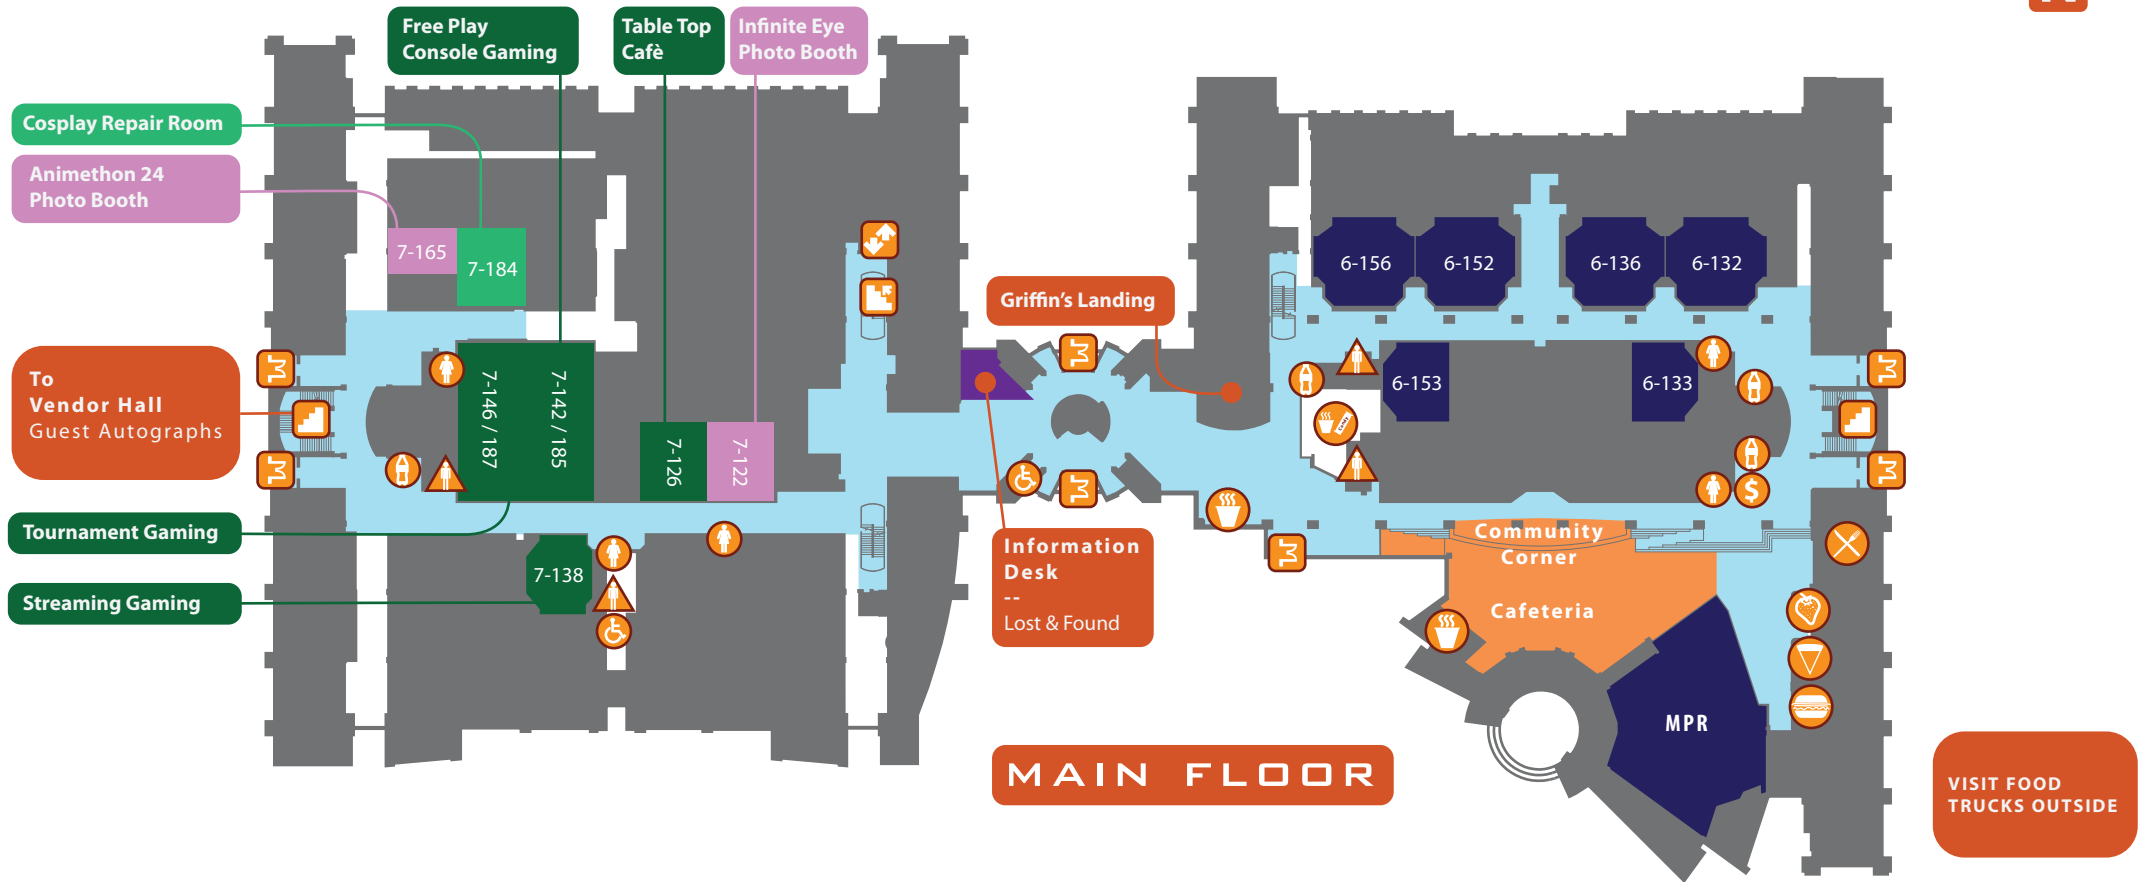 Free Play
Console Gaming
Table Top
Cafè
Infinite Eye
Photo Booth
Cosplay Repair Room
Animethon 24
Photo Booth
7-165
7-184
6-156
6-152
6-136
6-132
Griffin's Landing
To
Vendor Hall
Guest Autographs
7-146 / 187
7-142 / 185
7-126
7-122
6-153
6-133
Tournament Gaming
Streaming Gaming
7-138
Information
Desk
--
Lost & Found
Community
Corner
Cafeteria
$
MPR
MAIN FLOOR
VISIT FOOD
TRUCKS OUTSIDE